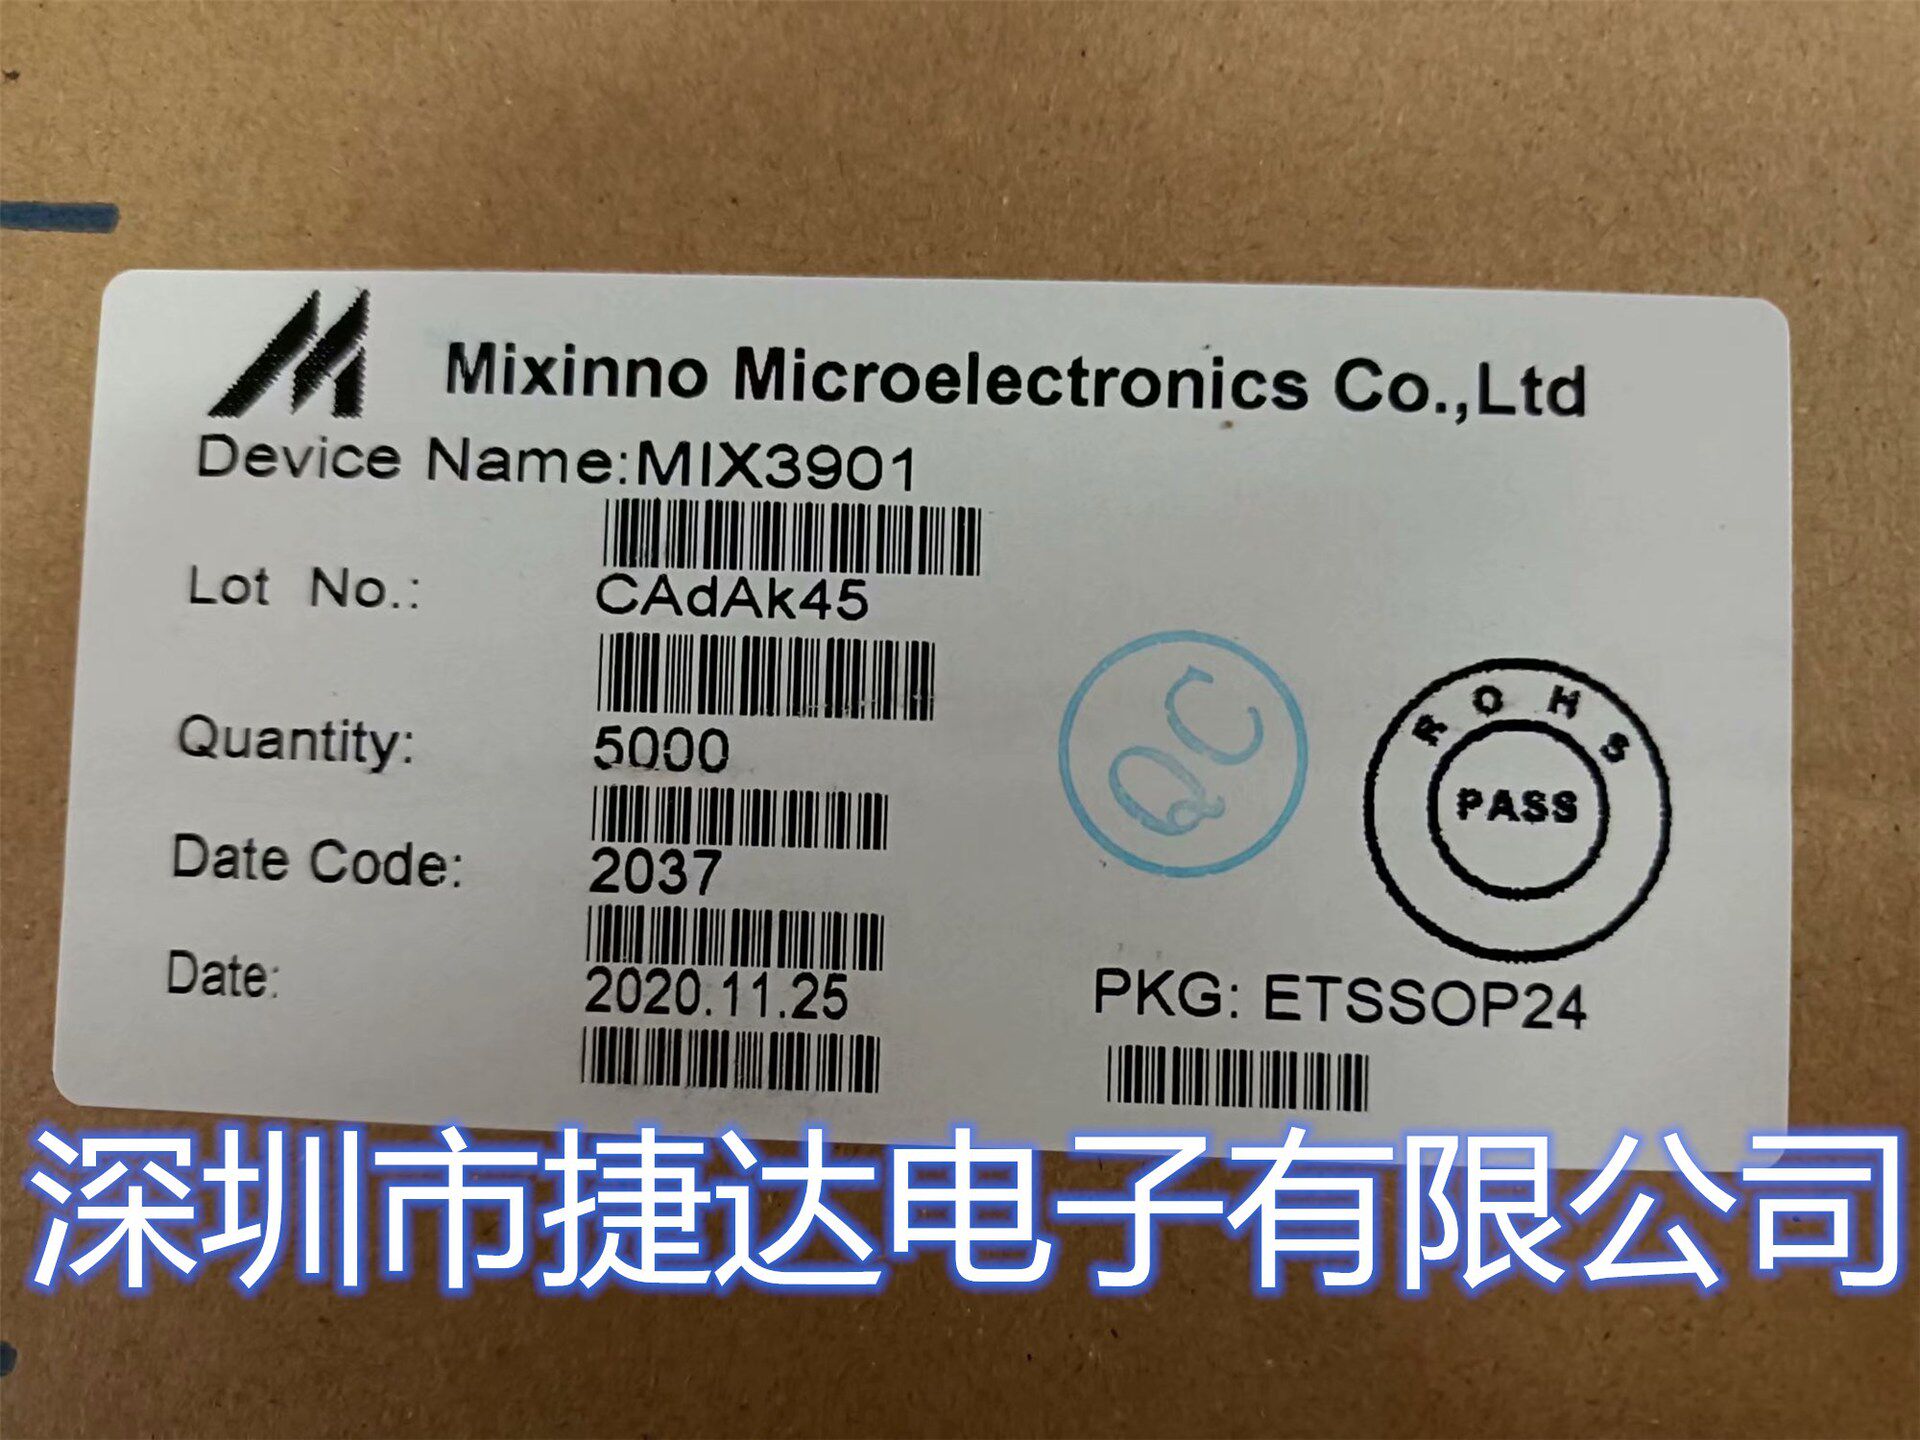 Mixinno Microelectronics Co.,Ltd
Device Name:MIX3901
Lot No.: CAdAk45
Quantity: 5000
Date Code: 2037
Date: 2020.11.25
QC
ROHS
PASS
PKG: ETSSOP24
深圳市捷达电子有限公司